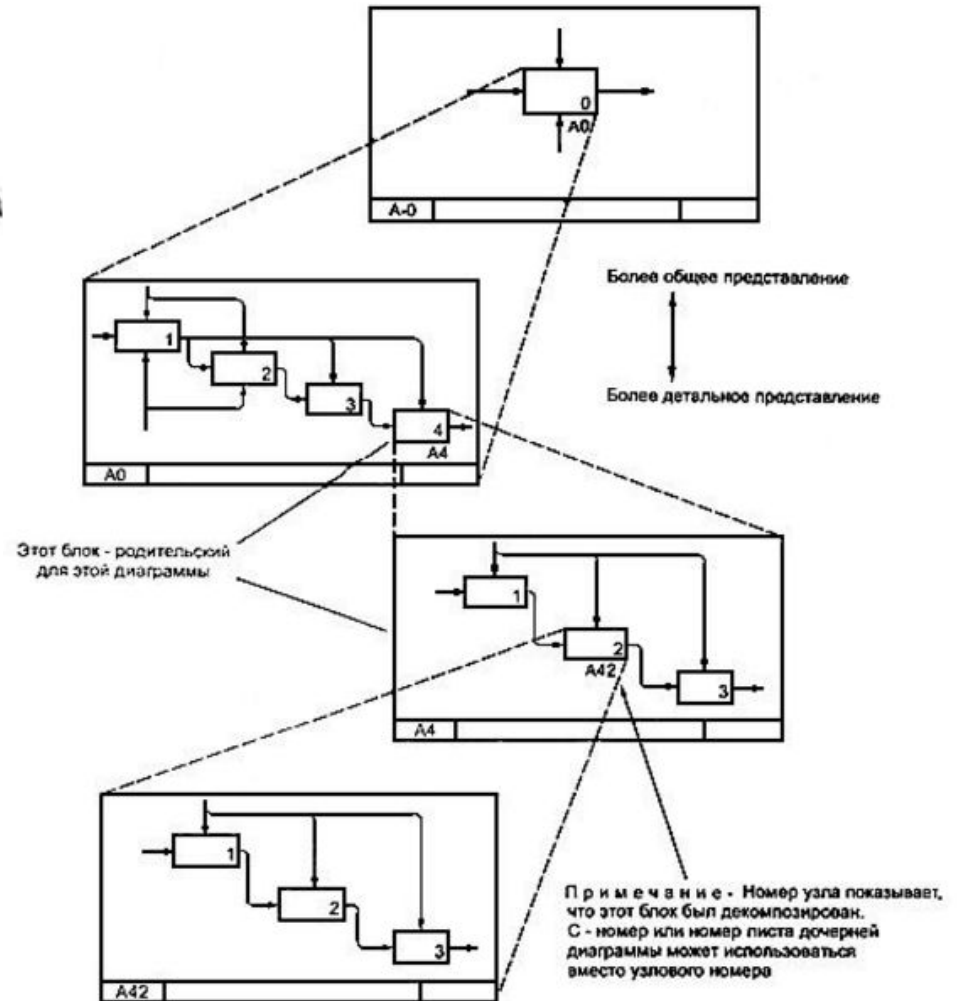 0
A0
A-0
Более общее представление
Более детальное представление
1
2
3
4
A4
A0
Этот блок - родительский
для этой диаграммы
1
2
A42
3
A4
1
2
3
A42
Примечание - Номер узла показывает,
что этот блок был декомпозирован.
С - номер или номер листа дочерней
диаграммы может использоваться
вместо узлового номера